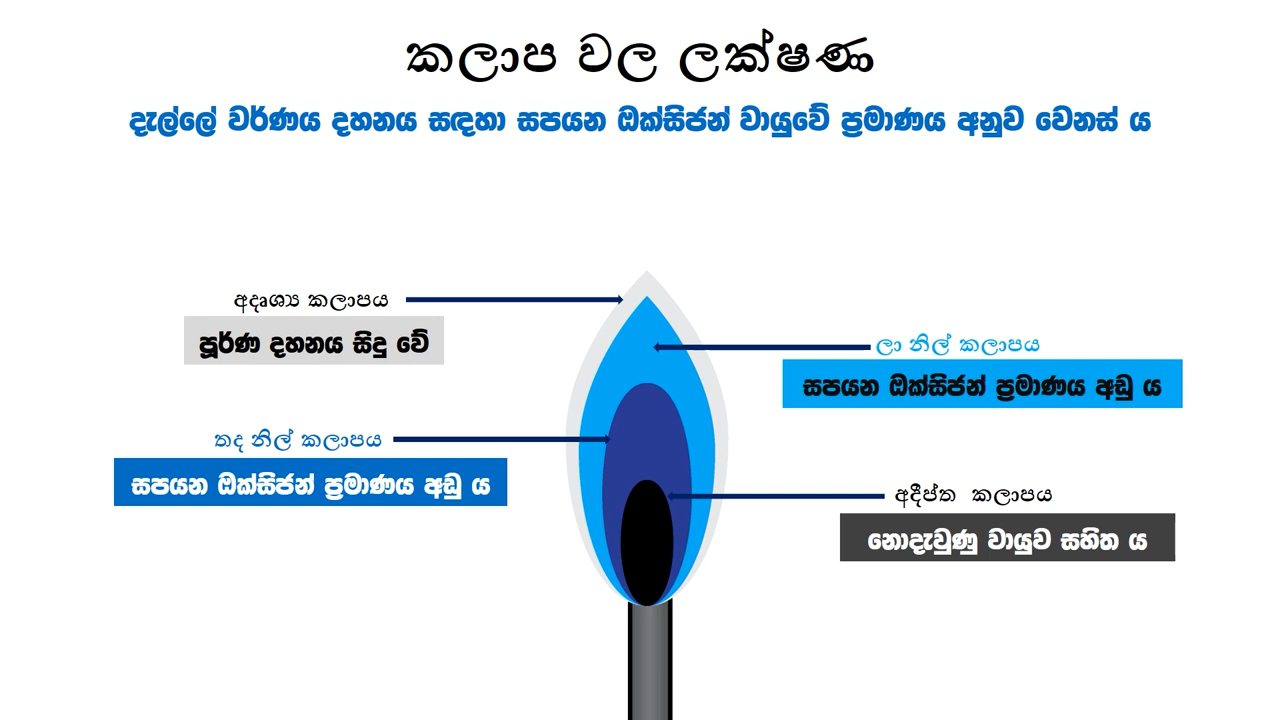 කලාප වල ලක්ෂණ
දැල්ලේ වර්ණය දහනය සඳහා සපයන ඔක්සිජන් වායුවේ ප්‍රමාණය අනුව වෙනස් ය
අදෘශ්‍ය කලාපය
පූර්ණ දහනය සිදු වේ
ලා නිල් කලාපය
සපයන ඔක්සිජන් ප්‍රමාණය අඩු ය
තද නිල් කලාපය
සපයන ඔක්සිජන් ප්‍රමාණය අඩු ය
අදීප්ත කලාපය
නොදැවුණු වායුව සහිත ය